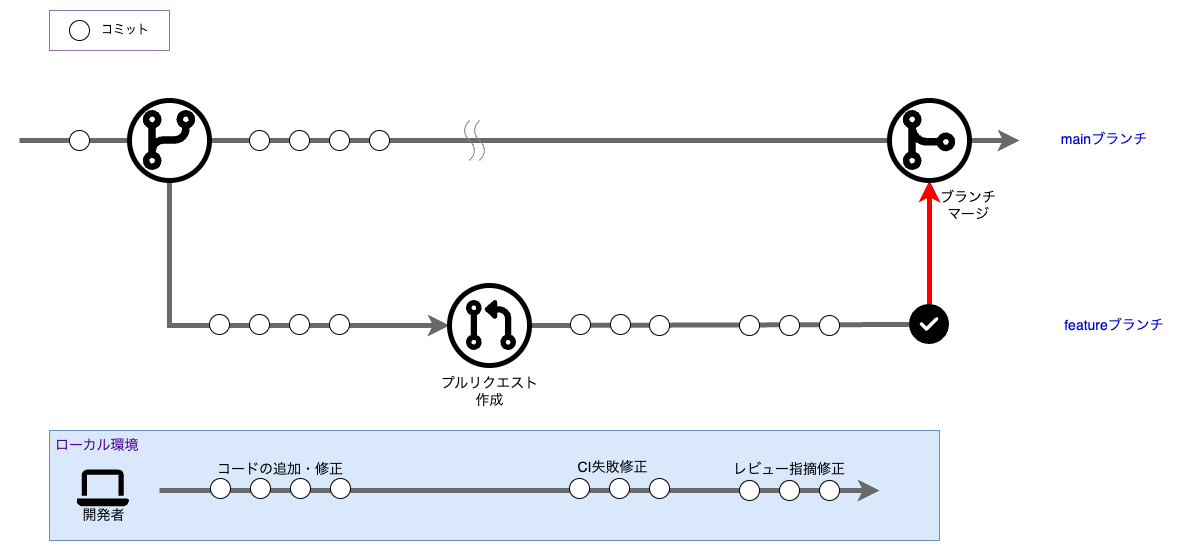 コミット
mainブランチ
ブランチ
マージ
featureブランチ
プルリクエスト
作成
ローカル環境
コードの追加・修正
CI失敗修正
レビュー指摘修正
開発者